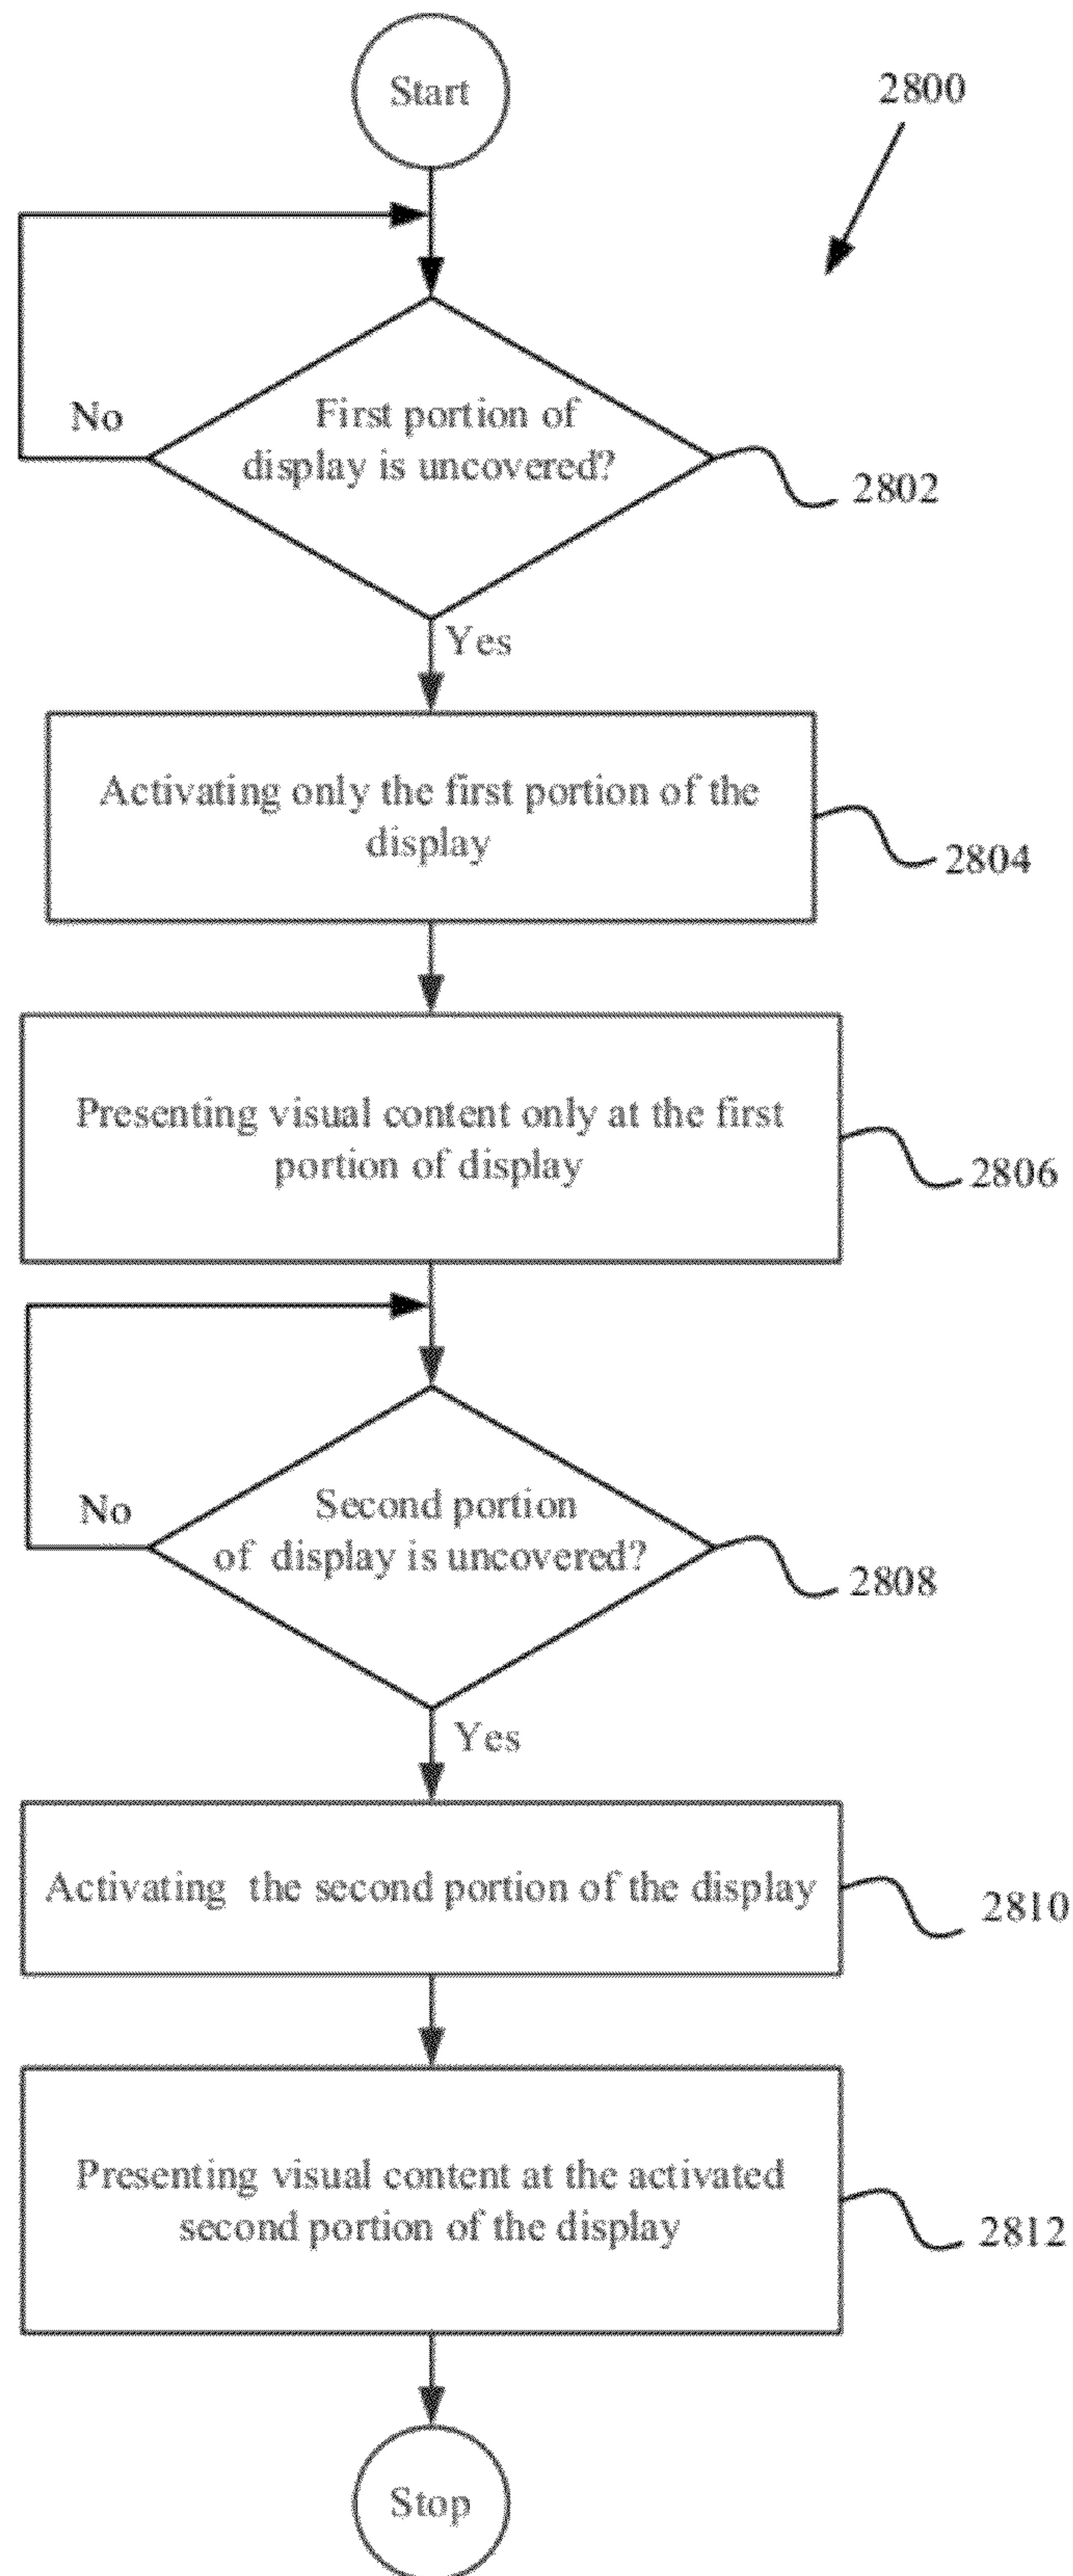 Start
2800
No
First portion of
display is uncovered?
2802
Yes
Activating only the first portion of the
display
2804
Presenting visual content only at the first
portion of display
2806
No
Second portion
of display is uncovered?
2808
Yes
Activating the second portion of the display
2810
Presenting visual content at the activated
second portion of the display
2812
Stop